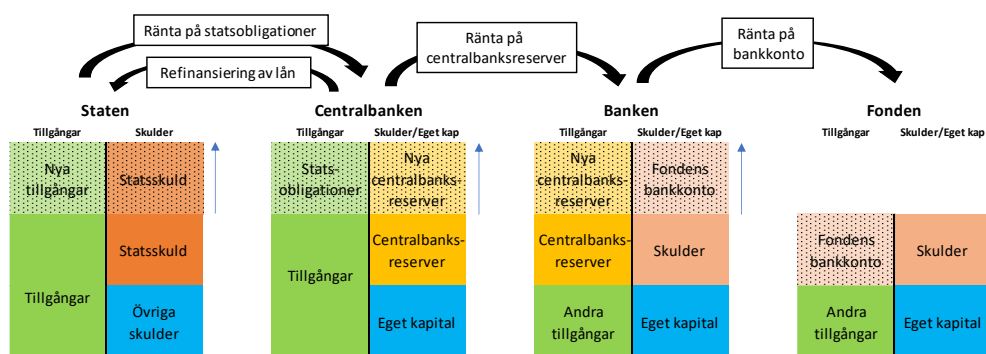 Ränta på statsobligationer
Refinansiering av lån
Ränta på
centralbanksreserver
Ränta på
bankkonto
Staten
Centralbanken
Banken
Fonden
Tillgångar
Skulder
Tillgångar
Skulder/Eget kap
Tillgångar
Skulder/Eget kap
Tillgångar
Skulder/Eget kap
Nya
tillgångar
Statsskuld
Tillgångar
Statsskuld
Övriga
skulder
Stats-
obligationer
Nya
centralbanks-
reserver
Tillgångar
Centralbanks-
reserver
Eget kapital
Nya
centralbanks-
reserver
Fondens
bankkonto
Centralbanks-
reserver
Skulder
Andra
tillgångar
Eget kapital
Fondens
bankkonto
Skulder
Andra
tillgångar
Eget kapital